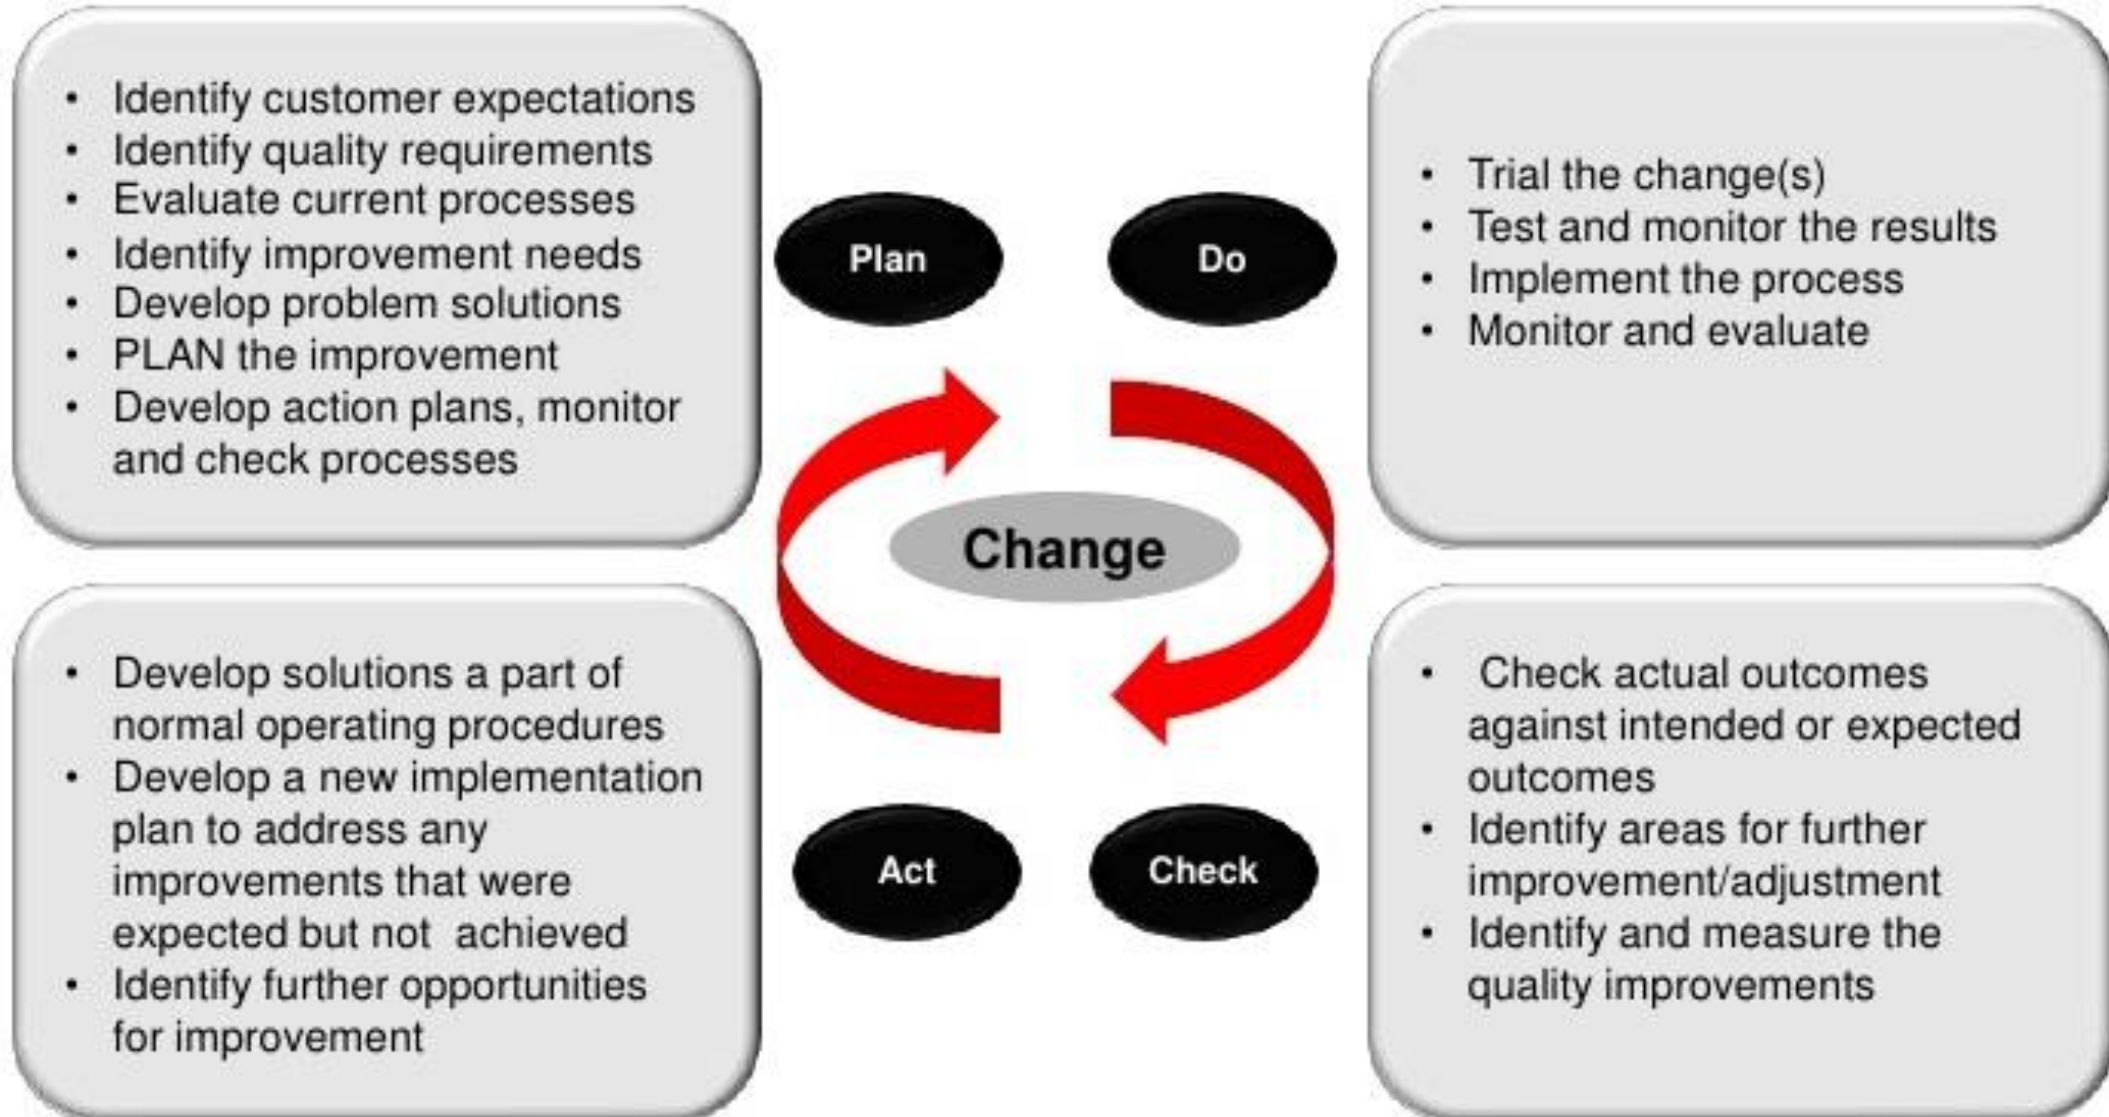 • Identify customer expectations
• Identify quality requirements
• Evaluate current processes
• Identify improvement needs
• Develop problem solutions
• PLAN the improvement
• Develop action plans, monitor
and check processes
Plan
Do
• Trial the change(s)
• Test and monitor the results
• Implement the process
• Monitor and evaluate
Change
• Develop solutions a part of
normal operating procedures
• Develop a new implementation
plan to address any
improvements that were
expected but not achieved
• Identify further opportunities
for improvement
Act
Check
• Check actual outcomes
against intended or expected
outcomes
• Identify areas for further
improvement/adjustment
• Identify and measure the
quality improvements